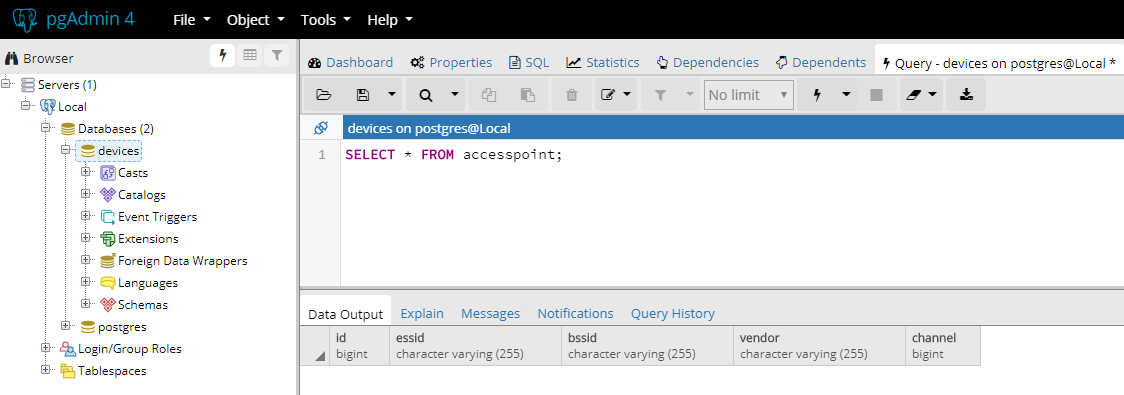 pgAdmin 4 File Object Tools Help
Browser
Servers (1)
Local
Databases (2)
devices
Casts
Catalogs
Event Triggers
Extensions
Foreign Data Wrappers
Languages
Schemas
postgres
Login/Group Roles
Tablespaces
Dashboard Properties SQL Statistics Dependencies Dependents Query - devices on postgres@Local *
No limit
devices on postgres@Local
1 SELECT * FROM accesspoint;
Data Output Explain Messages Notifications Query History
id essid bssid vendor channel
bigint character varying (255) character varying (255) character varying (255) bigint